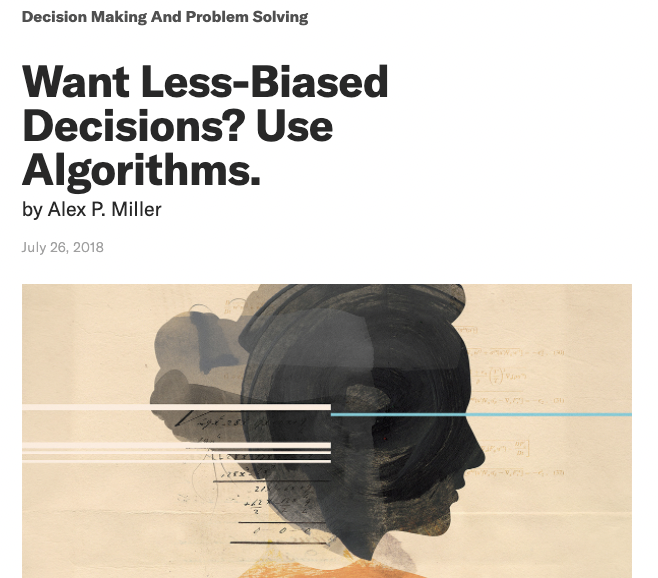 Decision Making And Problem Solving
Want Less-Biased
Decisions? Use
Algorithms.
by Alex P. Miller
July 26, 2018